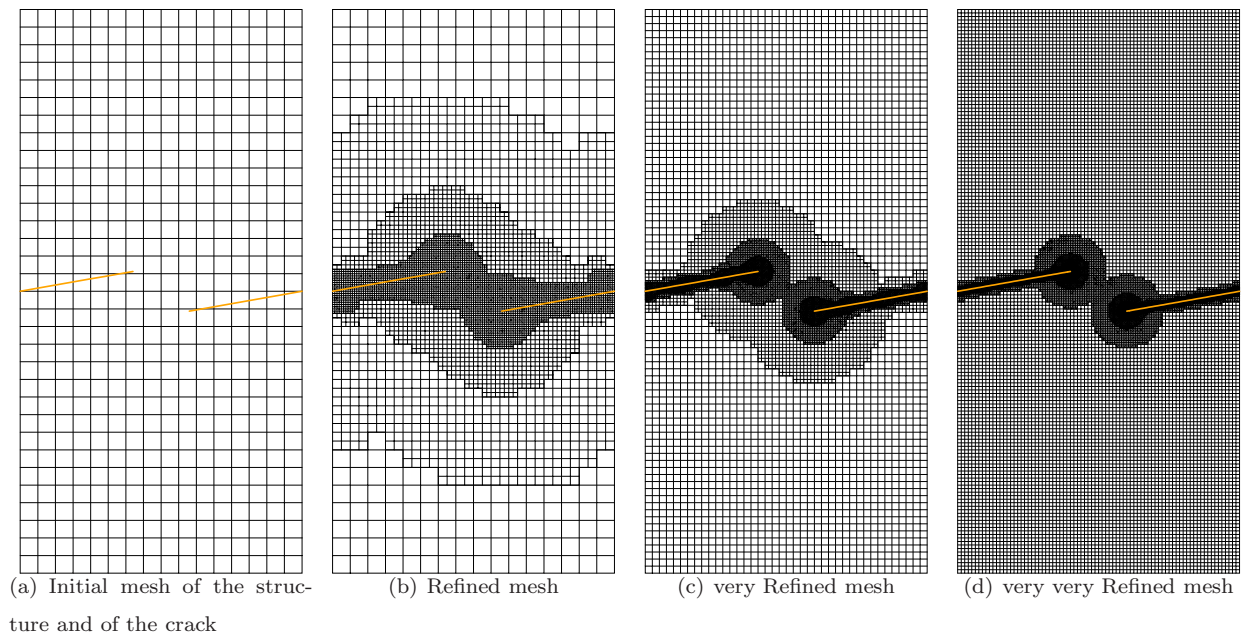 (a) Initial mesh of the struc-
ture and of the crack
(b) Refined mesh
(c) very Refined mesh
(d) very very Refined mesh